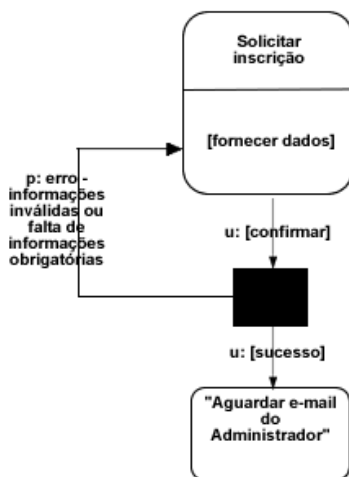 Solicitar
inscrição
[fornecer dados]
p: erro -
informações
inválidas ou
falta de
informações
obrigatórias
u: [confirmar]
u: [sucesso]
"Aguardar e-mail
do
Administrador"